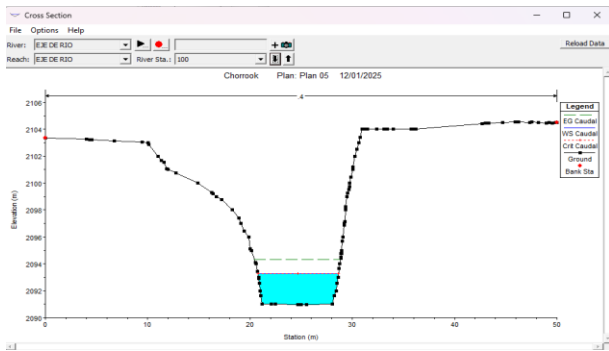 Cross Section
File Options Help
River: EJE DE RIO
Reload Data
Reach: EJE DE RIO River Sta.: 100
Chorrook Plan: Plan 05 12/01/2025
.4
Legend
EG Caudal
WS Caudal
Crit Caudal
Ground
Bank Sta
Elevation (m)
2106
2104
2102
2100
2098
2096
2094
2092
2090
0 10 20 30 40 50
Station (m)